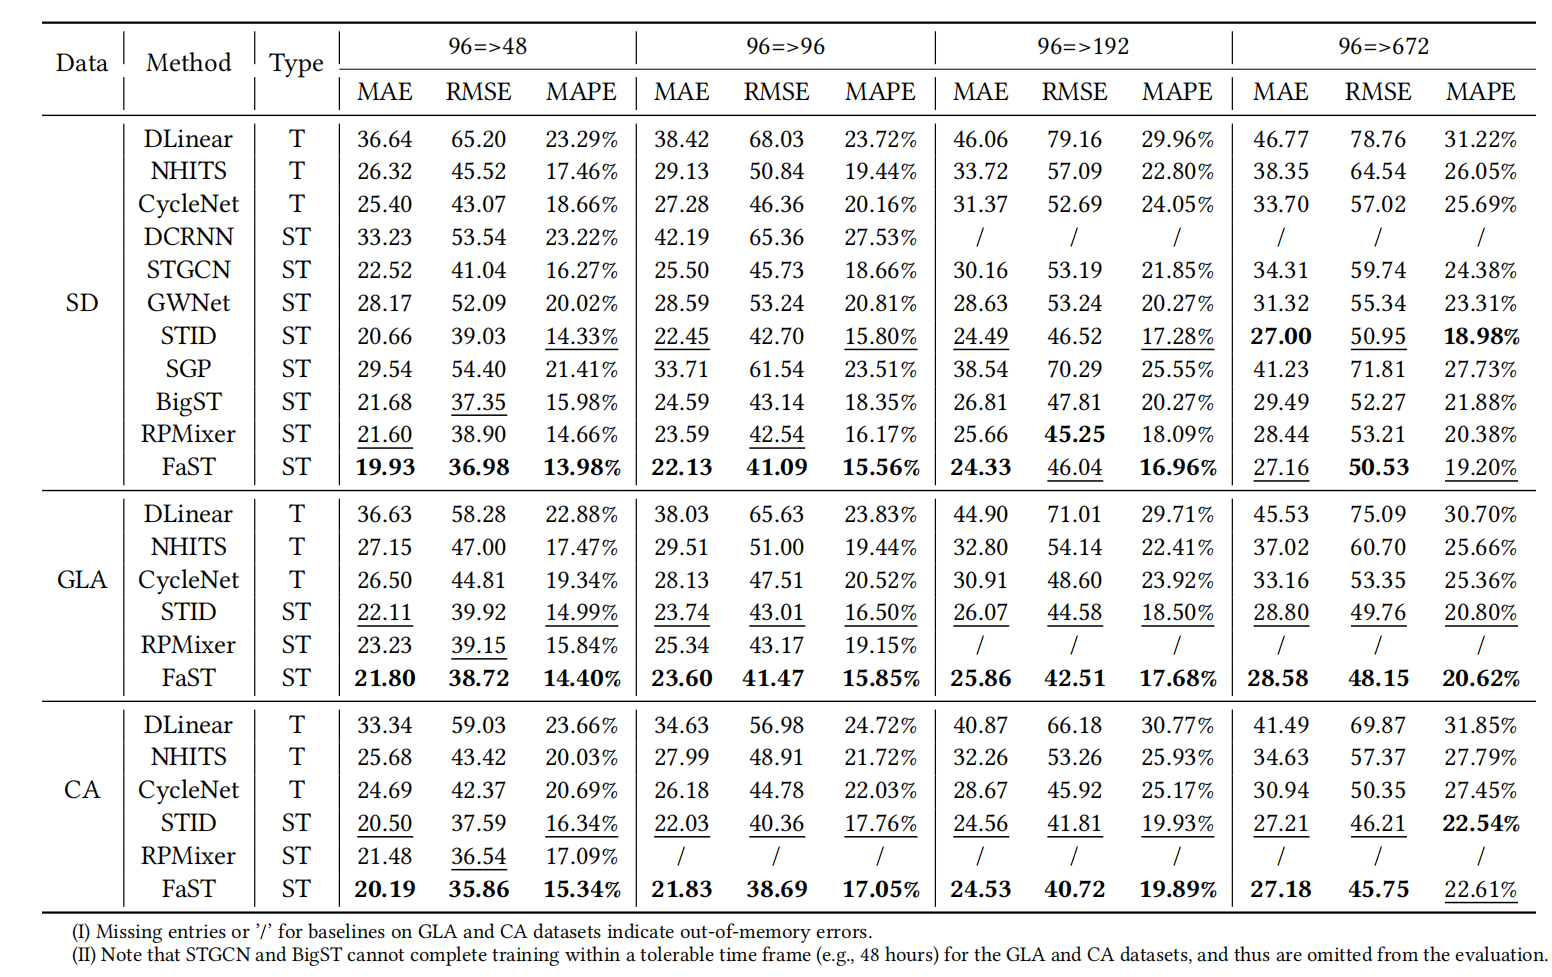 Data Method Type 96=>48 96=>96 96=>192 96=>672
MAE RMSE MAPE MAE RMSE MAPE MAE RMSE MAPE MAE RMSE MAPE
DLinear T 36.64 65.20 23.29% 38.42 68.03 23.72% 46.06 79.16 29.96% 46.77 78.76 31.22%
NHITS T 26.32 45.52 17.46% 29.13 50.84 19.44% 33.72 57.09 22.80% 38.35 64.54 26.05%
CycleNet T 25.40 43.07 18.66% 27.28 46.36 20.16% 31.37 52.69 24.05% 33.70 57.02 25.69%
DCRNN ST 33.23 53.54 23.22% 42.19 65.36 27.53% / / / / / /
STGCN ST 22.52 41.04 16.27% 25.50 45.73 18.66% 30.16 53.19 21.85% 34.31 59.74 24.38%
SD GWNet ST 28.17 52.09 20.02% 28.59 53.24 20.81% 28.63 53.24 20.27% 31.32 55.34 23.31%
STID ST 20.66 39.03 14.33% 22.45 42.70 15.80% 24.49 46.52 17.28% 27.00 50.95 18.98%
SGP ST 29.54 54.40 21.41% 33.71 61.54 23.51% 38.54 70.29 25.55% 41.23 71.81 27.73%
BigST ST 21.68 37.35 15.98% 24.59 43.14 18.35% 26.81 47.81 20.27% 29.49 52.27 21.88%
RPMixer ST 21.60 38.90 14.66% 23.59 42.54 16.17% 25.66 45.25 18.09% 28.44 53.21 20.38%
FaST ST 19.93 36.98 13.98% 22.13 41.09 15.56% 24.33 46.04 16.96% 27.16 50.53 19.20%
DLinear T 36.63 58.28 22.88% 38.03 65.63 23.83% 44.90 71.01 29.71% 45.53 75.09 30.70%
NHITS T 27.15 47.00 17.47% 29.51 51.00 19.44% 32.80 54.14 22.41% 37.02 60.70 25.66%
GLA CycleNet T 26.50 44.81 19.34% 28.13 47.51 20.52% 30.91 48.60 23.92% 33.16 53.35 25.36%
STID ST 22.11 39.92 14.99% 23.74 43.01 16.50% 26.07 44.58 18.50% 28.80 49.76 20.80%
RPMixer ST 23.23 39.15 15.84% 25.34 43.17 19.15% / / / / / /
FaST ST 21.80 38.72 14.40% 23.60 41.47 15.85% 25.86 42.51 17.68% 28.58 48.15 20.62%
DLinear T 33.34 59.03 23.66% 34.63 56.98 24.72% 40.87 66.18 30.77% 41.49 69.87 31.85%
NHITS T 25.68 43.42 20.03% 27.99 48.91 21.72% 32.26 53.26 25.93% 34.63 57.37 27.79%
CA CycleNet T 24.69 42.37 20.69% 26.18 44.78 22.03% 28.67 45.92 25.17% 30.94 50.35 27.45%
STID ST 20.50 37.59 16.34% 22.03 40.36 17.76% 24.56 41.81 19.93% 27.21 46.21 22.54%
RPMixer ST 21.48 36.54 17.09% / / / / / / / / /
FaST ST 20.19 35.86 15.34% 21.83 38.69 17.05% 24.53 40.72 19.89% 27.18 45.75 22.61%
(I) Missing entries or '/' for baselines on GLA and CA datasets indicate out-of-memory errors.
(II) Note that STGCN and BigST cannot complete training within a tolerable time frame (e.g., 48 hours) for the GLA and CA datasets, and thus are omitted from the evaluation.